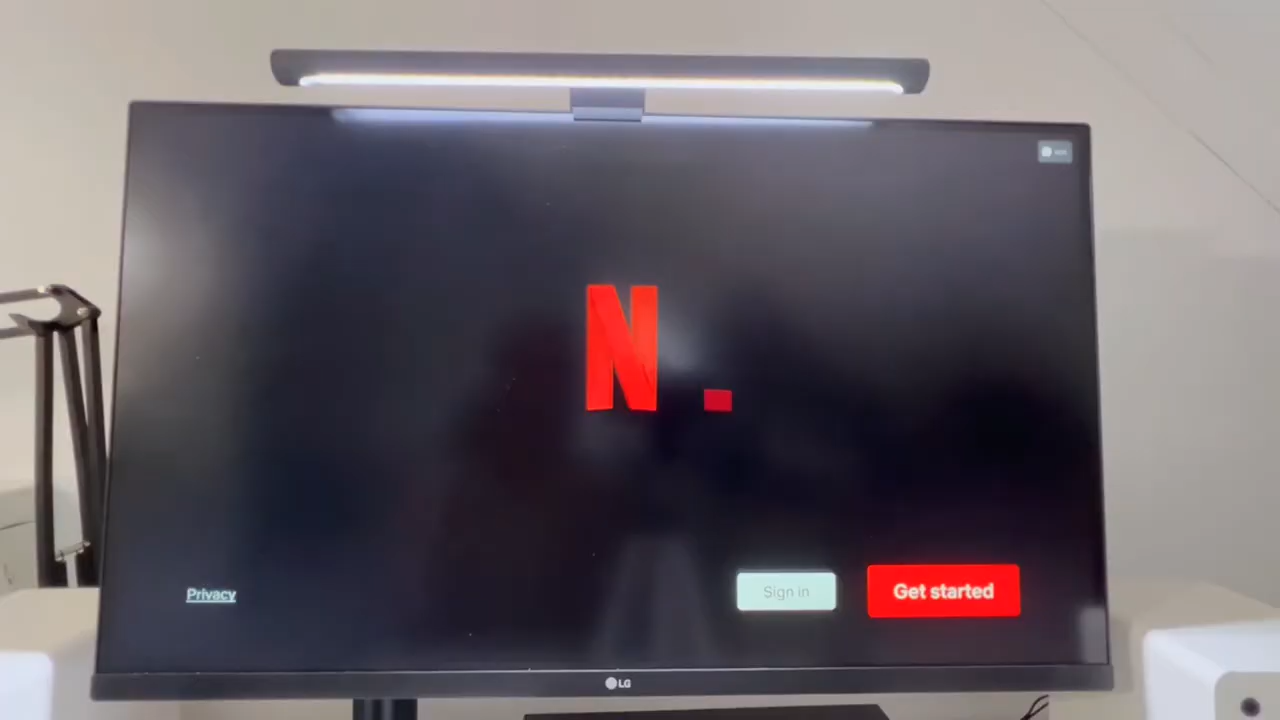 N.
Privacy
Sign in
Get started
LG